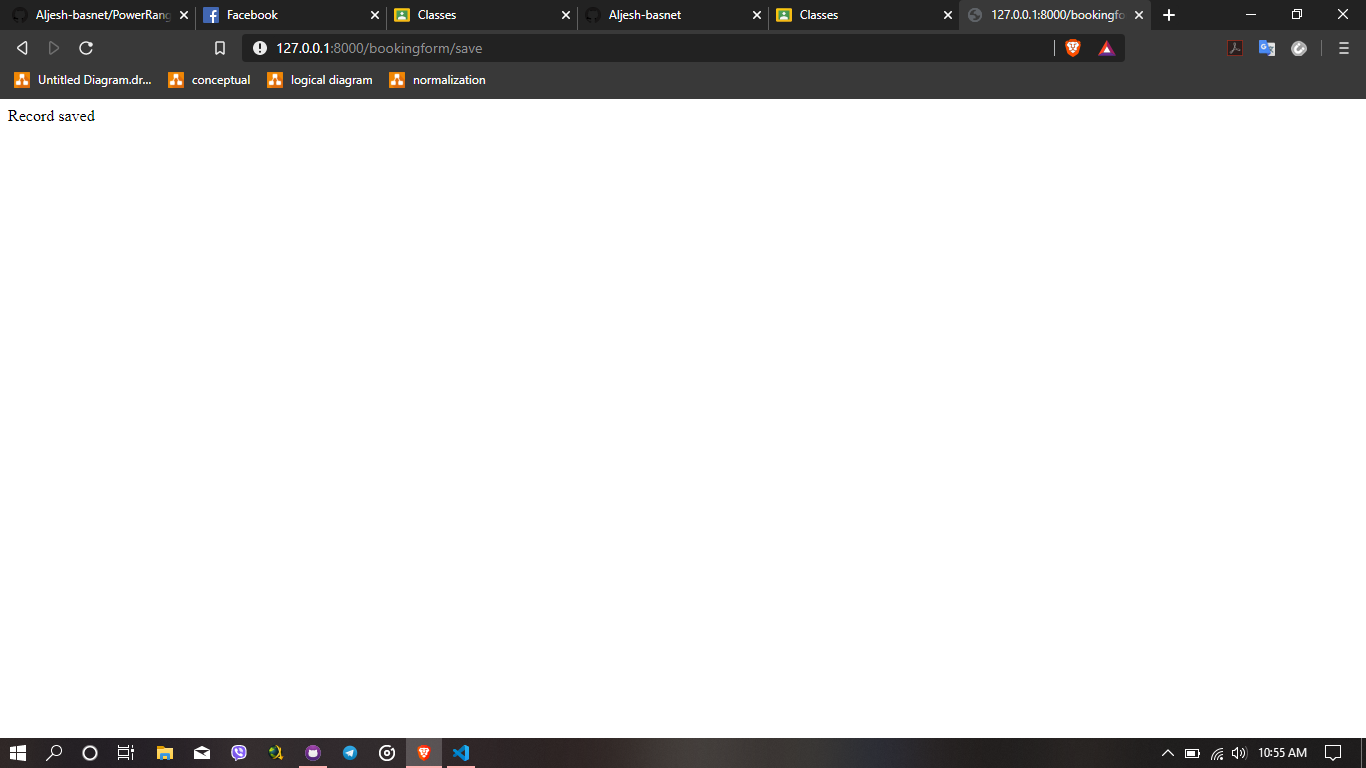 Aljesh-basnet/PowerRang
Facebook
Classes
Aljesh-basnet
Classes
127.0.0.1:8000/bookingfo
127.0.0.1:8000/bookingform/save
Untitled Diagram.dr...
conceptual
logical diagram
normalization
Record saved
10:55 AM